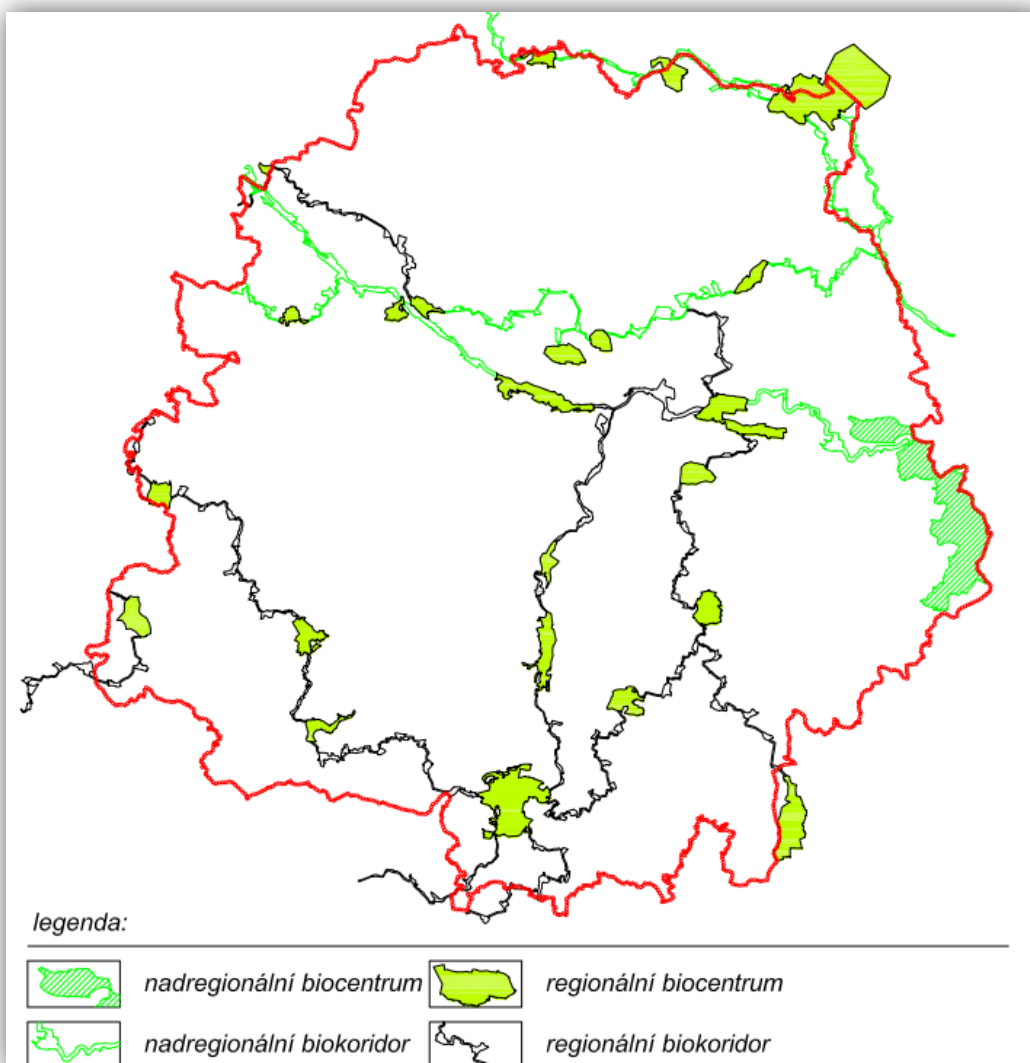 legenda:
nadregionální biocentrum
regionální biocentrum
nadregionální biokoridor
regionální biokoridor